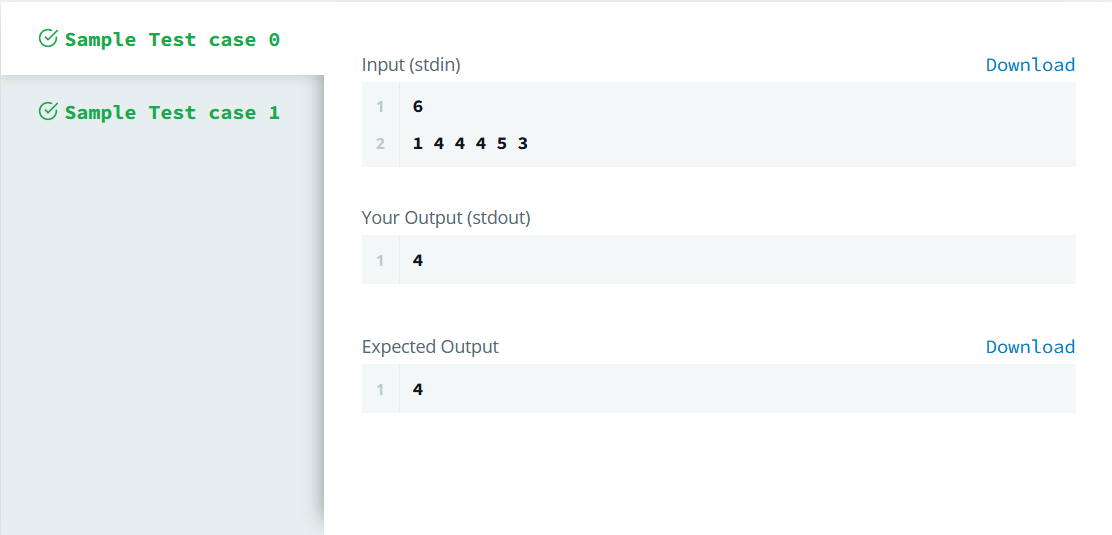 Sample Test case 0
Sample Test case 1
Input (stdin)
Download
1 6
2 1 4 4 4 5 3
Your Output (stdout)
1 4
Expected Output
Download
1 4